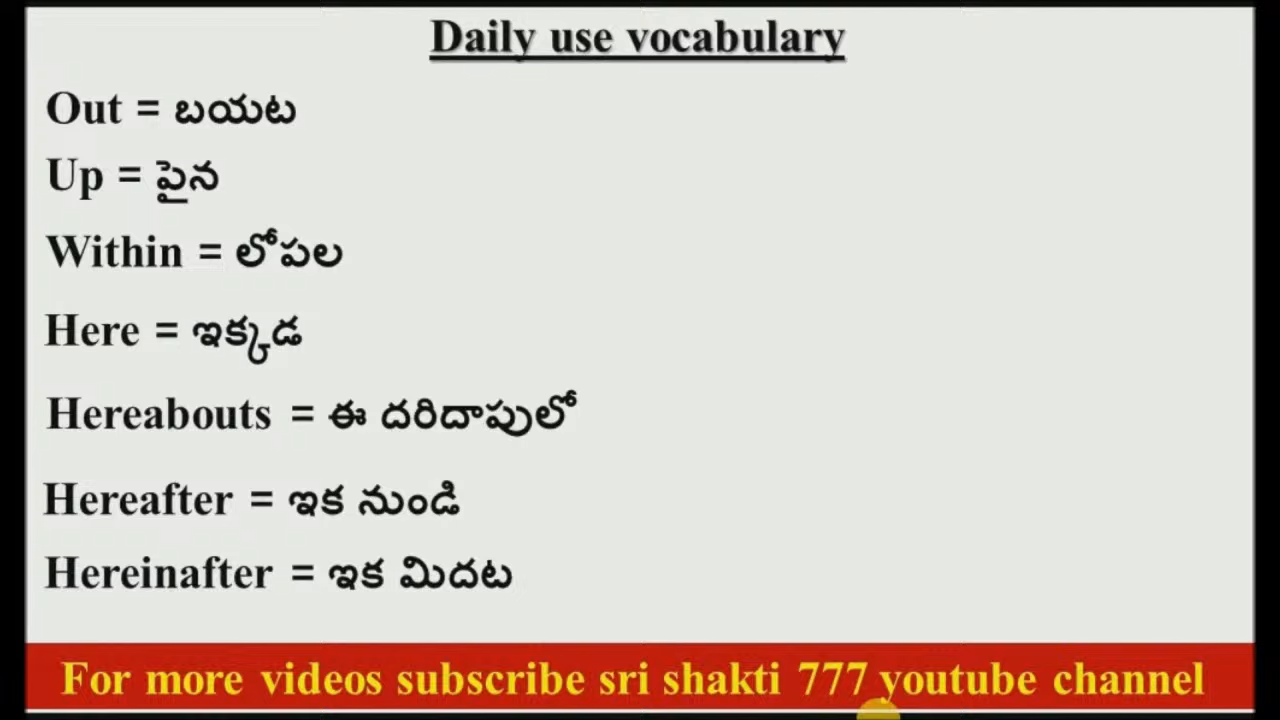 Daily use vocabulary
Out = బయట
Up = పైన
Within = లోపల
Here = ఇక్కడ
Hereabouts = ఈ దరిదాపులో
Hereafter = ఇక నుండి
Hereinafter = ఇక మిదట
For more videos subscribe sri shakti 777 youtube channel